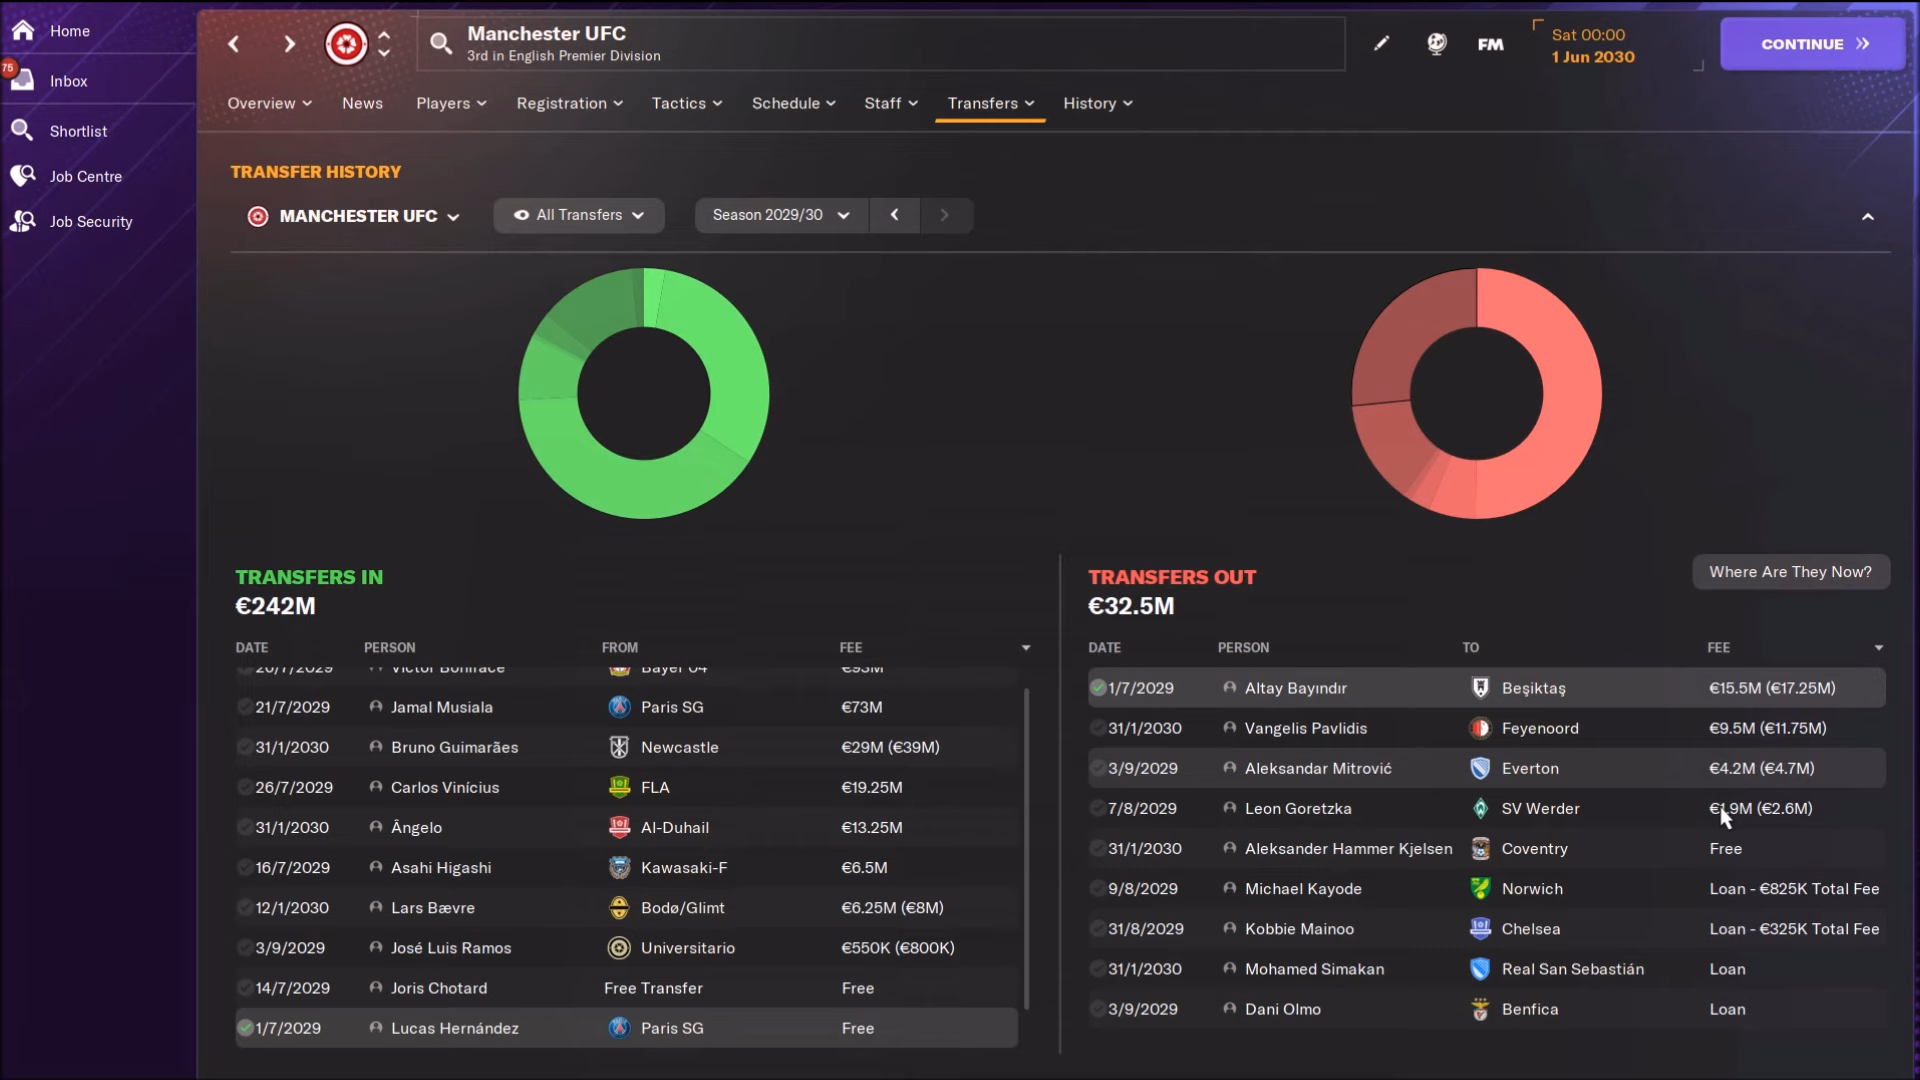 Home
Inbox
75
Shortlist
Job Centre
Job Security
Manchester UFC
3rd in English Premier Division
FM
Sat 00:00
1 Jun 2030
CONTINUE
Overview News Players Registration Tactics Schedule Staff Transfers History
TRANSFER HISTORY
MANCHESTER UFC All Transfers Season 2029/30
TRANSFERS IN
€242M
DATE PERSON FROM FEE
20/7/2029 Victor Boniface Bayer 04 €93M
21/7/2029 Jamal Musiala Paris SG €73M
31/1/2030 Bruno Guimarães Newcastle €29M (€39M)
26/7/2029 Carlos Vinícius FLA €19.25M
31/1/2030 Ângelo Al-Duhail €13.25M
16/7/2029 Asahi Higashi Kawasaki-F €6.5M
12/1/2030 Lars Bævre Bodø/Glimt €6.25M (€8M)
3/9/2029 José Luis Ramos Universitario €550K (€800K)
14/7/2029 Joris Chotard Free Transfer Free
1/7/2029 Lucas Hernández Paris SG Free
TRANSFERS OUT
€32.5M
Where Are They Now?
DATE PERSON TO FEE
1/7/2029 Altay Bayındır Beşiktaş €15.5M (€17.25M)
31/1/2030 Vangelis Pavlidis Feyenoord €9.5M (€11.75M)
3/9/2029 Aleksandar Mitrović Everton €4.2M (€4.7M)
7/8/2029 Leon Goretzka SV Werder €1.9M (€2.6M)
31/1/2030 Aleksander Hammer Kjelsen Coventry Free
9/8/2029 Michael Kayode Norwich Loan - €825K Total Fee
31/8/2029 Kobbie Mainoo Chelsea Loan - €325K Total Fee
31/1/2030 Mohamed Simakan Real San Sebastián Loan
3/9/2029 Dani Olmo Benfica Loan